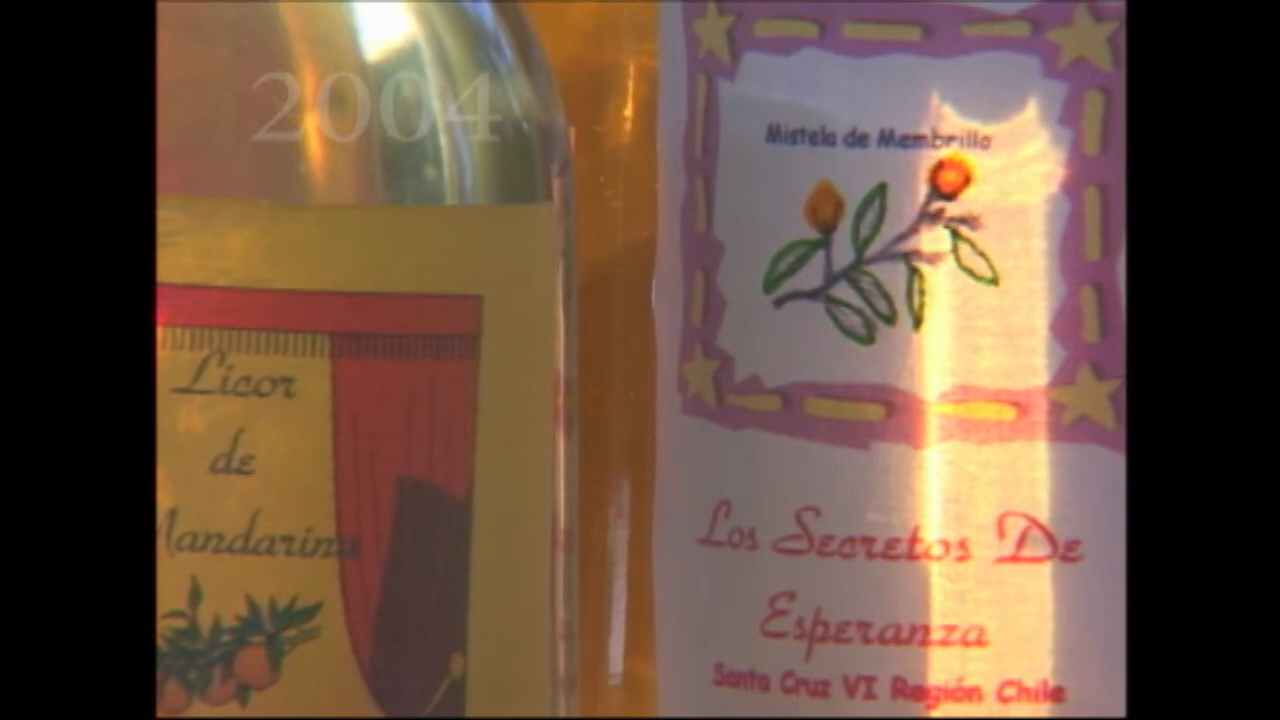 2004
Licor
de
Mandarina
Mistela de Membrillo
Los Secretos De
Esperanza
Santa Cruz VI Región Chile